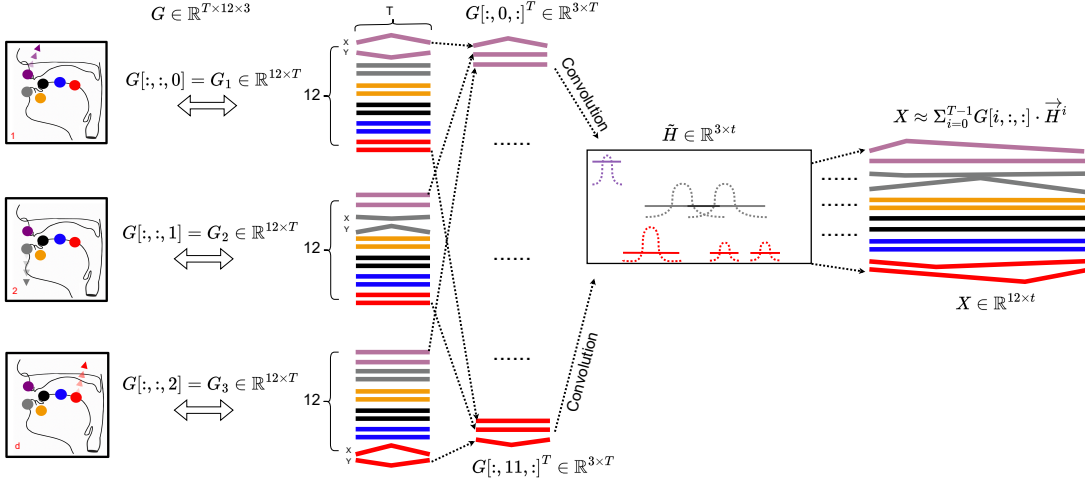 G ∈ ℝ^{T×12×3}
T
G[:,0,:]^T ∈ ℝ^{3×T}
1
G[:,:,0] = G_1 ∈ ℝ^{12×T}
X
Y
12
Convolution
......
H̃ ∈ ℝ^{3×t}
X ≈ Σ_{i=0}^{T−1} G[i,:,:] · \overrightarrow{H}^i
......
......
2
G[:,:,1] = G_2 ∈ ℝ^{12×T}
X
Y
12
......
X ∈ ℝ^{12×t}
d
G[:,:,2] = G_3 ∈ ℝ^{12×T}
12
X
Y
......
Convolution
G[:,11,:]^T ∈ ℝ^{3×T}